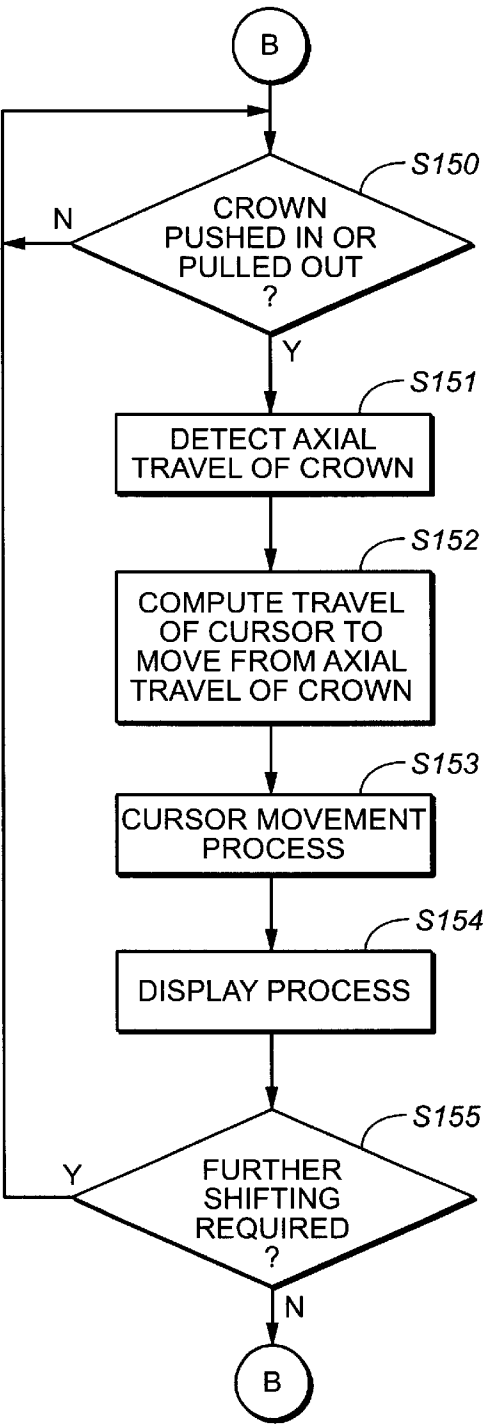 B
S150
CROWN
PUSHED IN OR
PULLED OUT
?
N
Y
S151
DETECT AXIAL
TRAVEL OF CROWN
S152
COMPUTE TRAVEL
OF CURSOR TO
MOVE FROM AXIAL
TRAVEL OF CROWN
S153
CURSOR MOVEMENT
PROCESS
S154
DISPLAY PROCESS
S155
Y
FURTHER
SHIFTING
REQUIRED
?
N
B